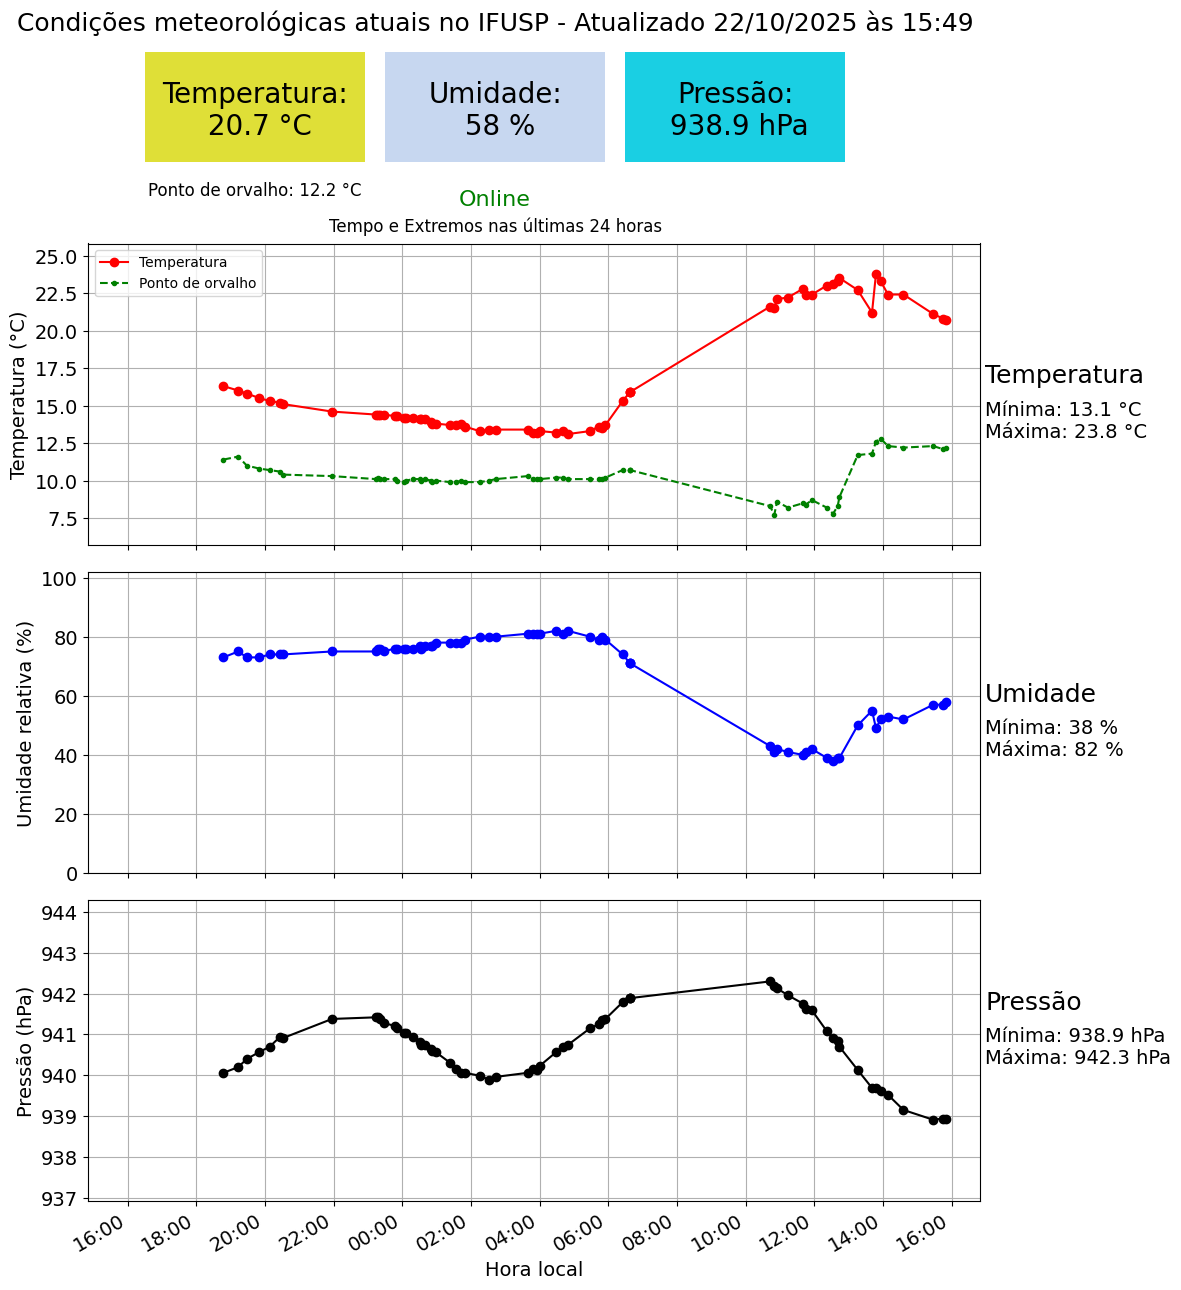 Condições meteorológicas atuais no IFUSP - Atualizado 22/10/2025 às 15:49
Temperatura:
20.7 °C
Umidade:
58 %
Pressão:
938.9 hPa
Ponto de orvalho: 12.2 °C
Online
Tempo e Extremos nas últimas 24 horas
Temperatura (°C)
25.0
22.5
20.0
17.5
15.0
12.5
10.0
7.5
Temperatura
Ponto de orvalho
Temperatura
Mínima: 13.1 °C
Máxima: 23.8 °C
Umidade relativa (%)
100
80
60
40
20
0
Umidade
Mínima: 38 %
Máxima: 82 %
Pressão (hPa)
944
943
942
941
940
939
938
937
Pressão
Mínima: 938.9 hPa
Máxima: 942.3 hPa
16:00
18:00
20:00
22:00
00:00
02:00
04:00
06:00
08:00
10:00
12:00
14:00
16:00
Hora local